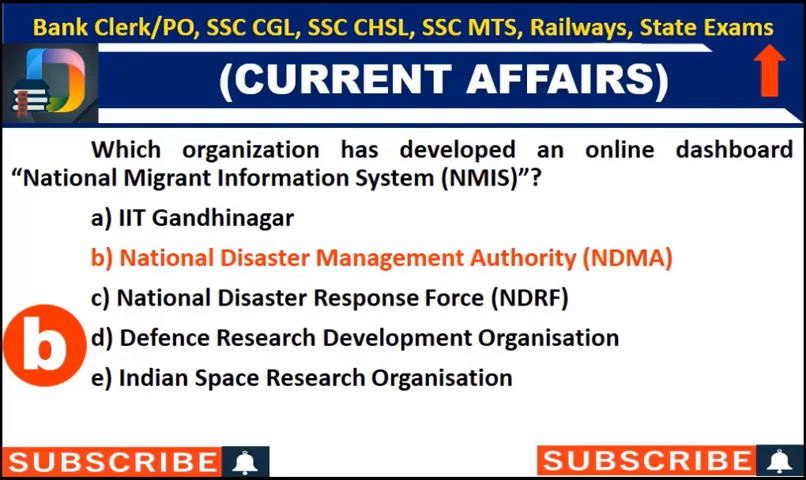 Bank Clerk/PO, SSC CGL, SSC CHSL, SSC MTS, Railways, State Exams
(CURRENT AFFAIRS)
Which organization has developed an online dashboard
“National Migrant Information System (NMIS)”?
a) IIT Gandhinagar
b) National Disaster Management Authority (NDMA)
c) National Disaster Response Force (NDRF)
b
d) Defence Research Development Organisation
e) Indian Space Research Organisation
SUBSCRIBE
SUBSCRIBE